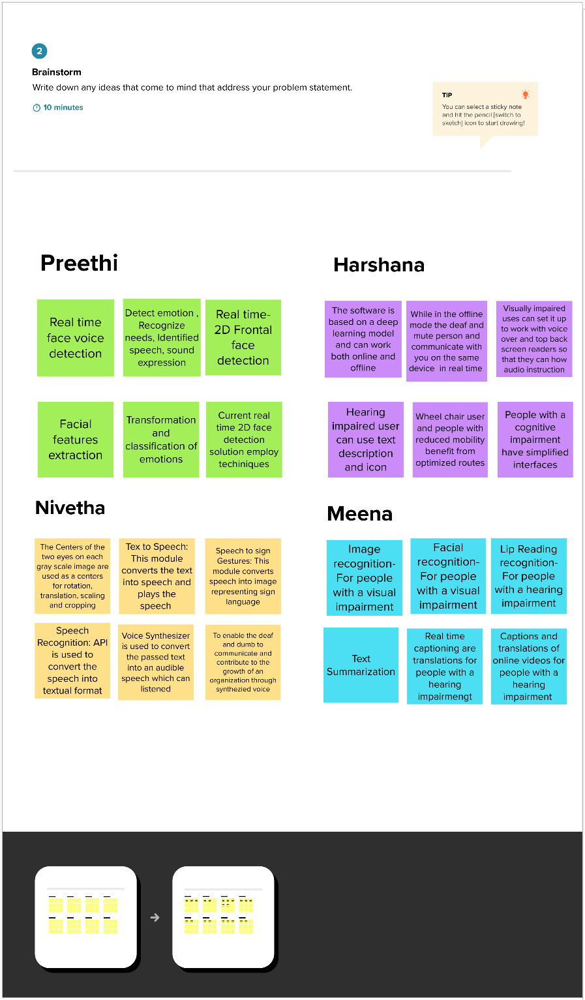 2
Brainstorm
Write down any ideas that come to mind that address your problem statement.
10 minutes
TIP
You can select a sticky note
and hit the pencil [switch to
sketch] icon to start drawing!
Preethi
Real time
face voice
detection
Detect emotion ,
Recognize
needs, Identified
speech, sound
expression
Real time-
2D Frontal
face
detection
Facial
features
extraction
Transformation
and
classification of
emotions
Current real
time 2D face
detection
solution employ
techiniques
Harshana
The software is
based on a deep
learning model
and can work
both online and
offline
While in the offline
mode the deaf and
mute person and
communicate with
you on the same
device in real time
Visually impaired
uses can set it up
to work with voice
over and top back
screen readers so
that they can how
audio instruction
Hearing
impaired user
can use text
description
and icon
Wheel chair user
and people with
reduced mobility
benefit from
optimized routes
People with a
cognitive
impairment
have simplified
interfaces
Nivetha
The Centers of the
two eyes on each
gray scale image are
used as a centers
for rotation,
translation, scaling
and cropping
Tex to Speech:
This module
converts the text
into speech and
plays the
speech
Speech to sign
Gestures: This
module converts
speech into image
representing sign
language
Speech
Recognition: API
is used to
convert the
speech into
textual format
Voice Synthesizer
is used to convert
the passed text
into an audible
speech which can
listened
To enable the deaf
and dumb to
communicate and
contribute to the
growth of an
organization through
synthezied voice
Meena
Image
recognition-
For people
with a visual
impairment
Facial
recognition-
For people
with a visual
impairment
Lip Reading
recognition-
For people
with a hearing
impairment
Text
Summarization
Real time
captioning are
translations for
people with a
hearing
impairmengt
Captions and
translations of
online videos for
people with a
hearing
impairment